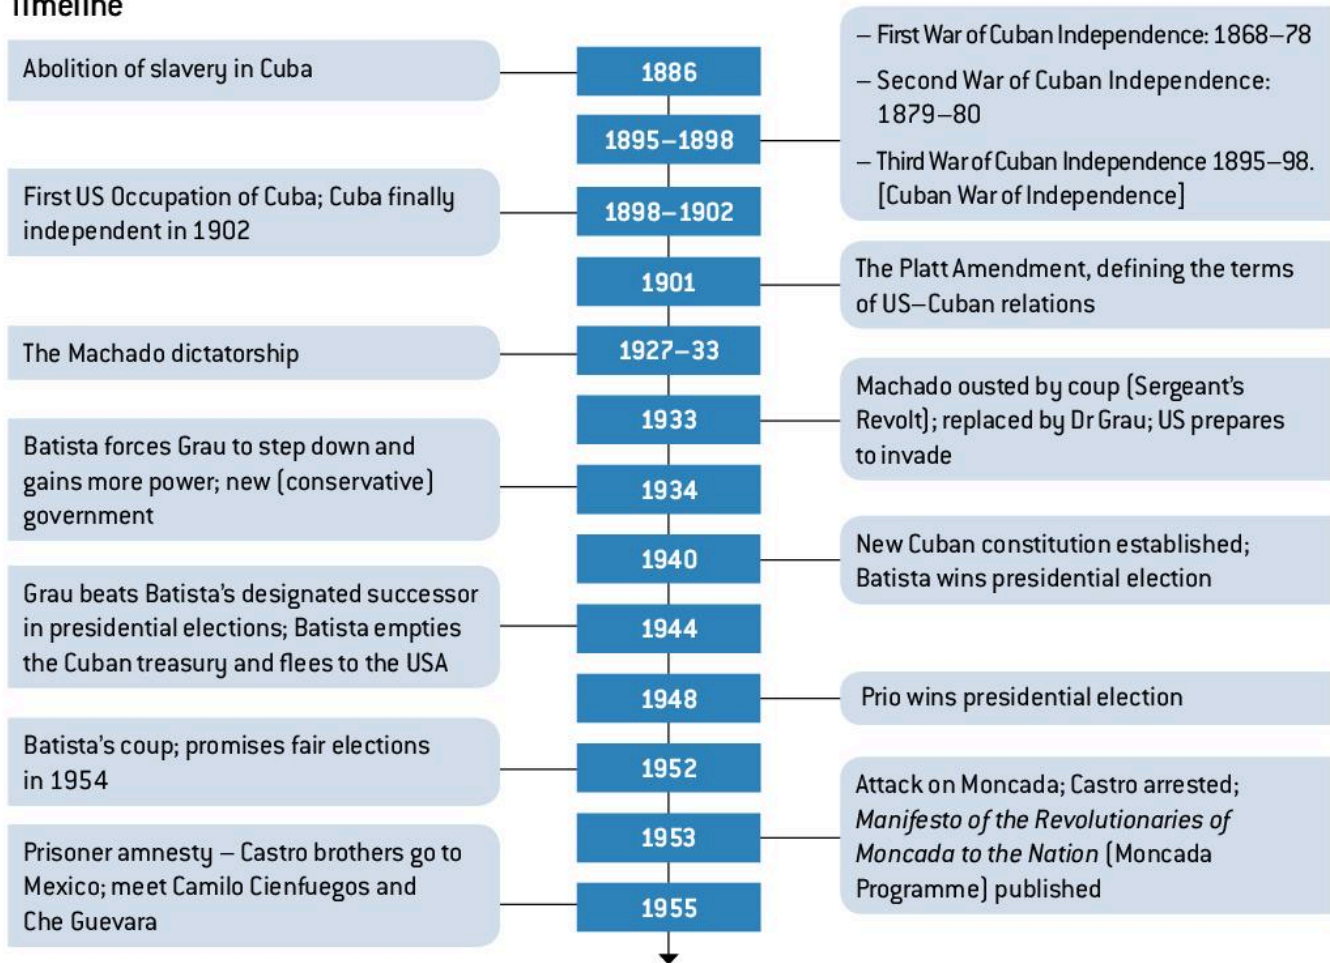 Timeline
Abolition of slavery in Cuba
1886
1895–1898
– First War of Cuban Independence: 1868–78
– Second War of Cuban Independence:
1879–80
– Third War of Cuban Independence 1895–98.
[Cuban War of Independence]
First US Occupation of Cuba; Cuba finally
independent in 1902
1898–1902
1901
The Platt Amendment, defining the terms
of US–Cuban relations
The Machado dictatorship
1927–33
1933
Machado ousted by coup (Sergeant's
Revolt); replaced by Dr Grau; US prepares
to invade
Batista forces Grau to step down and
gains more power; new (conservative)
government
1934
1940
New Cuban constitution established;
Batista wins presidential election
Grau beats Batista's designated successor
in presidential elections; Batista empties
the Cuban treasury and flees to the USA
1944
1948
Prio wins presidential election
Batista's coup; promises fair elections
in 1954
1952
1953
Attack on Moncada; Castro arrested;
Manifesto of the Revolutionaries of
Moncada to the Nation (Moncada
Programme) published
Prisoner amnesty – Castro brothers go to
Mexico; meet Camilo Cienfuegos and
Che Guevara
1955